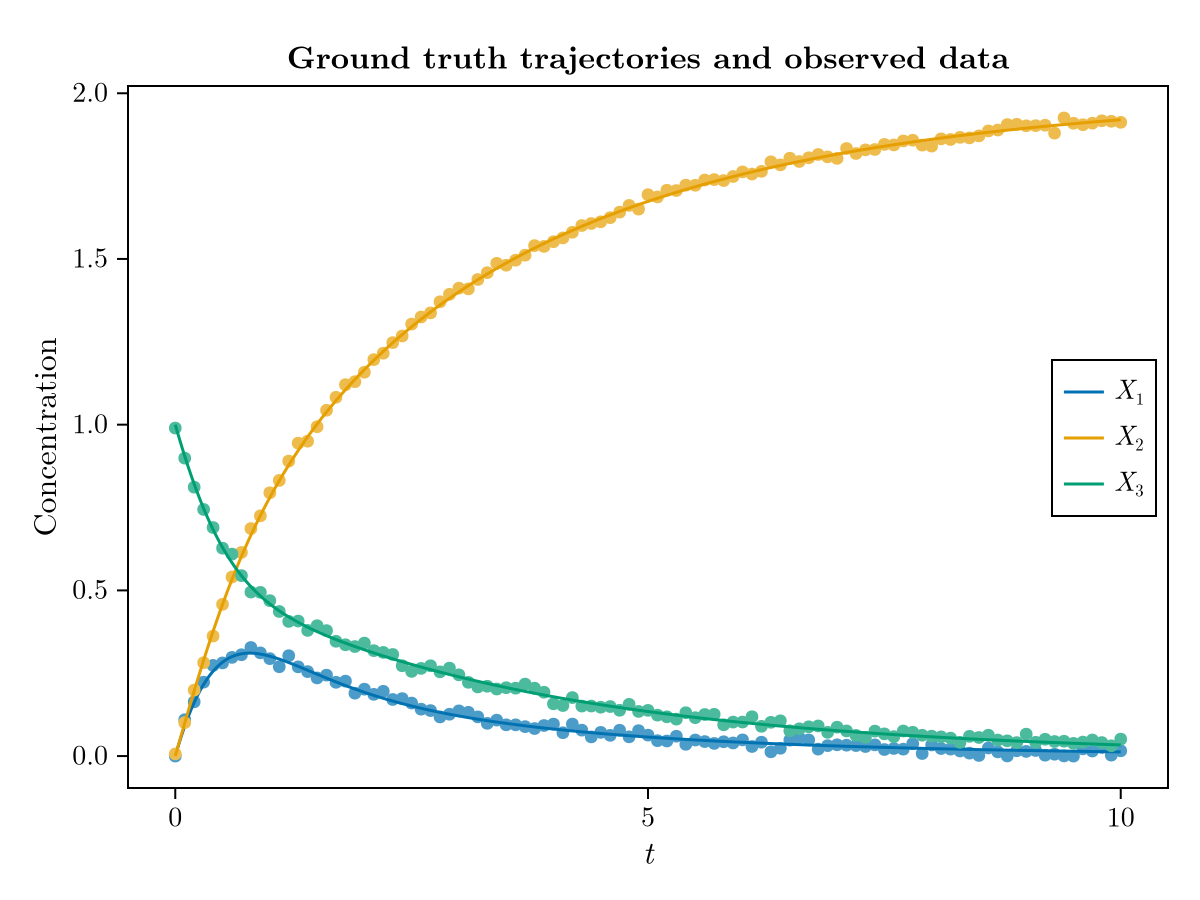 Ground truth trajectories and observed data
2.0
1.5
1.0
0.5
0.0
Concentration
X₁
X₂
X₃
0 5 10
t